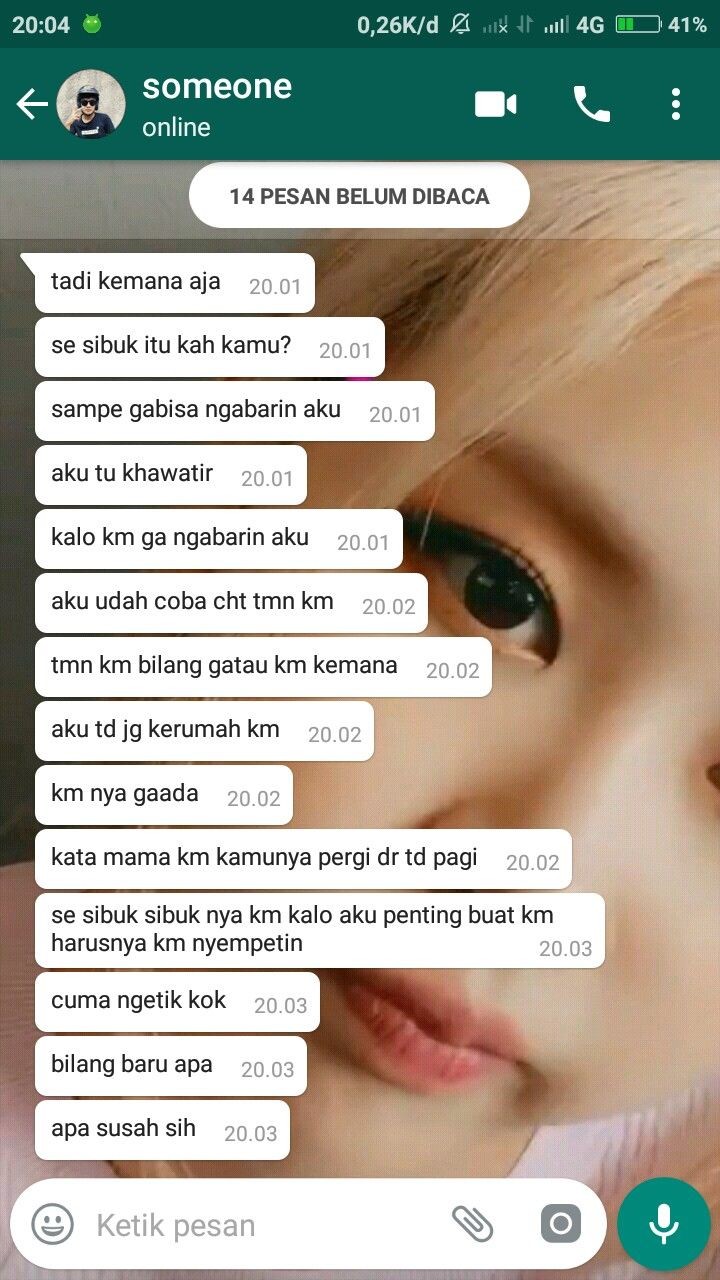 20:04
0,26K/d
4G
41%
someone
online
14 PESAN BELUM DIBACA
tadi kemana aja 20.01
se sibuk itu kah kamu? 20.01
sampe gabisa ngabarin aku 20.01
aku tu khawatir 20.01
kalo km ga ngabarin aku 20.01
aku udah coba cht tmn km 20.02
tmn km bilang gatau km kemana 20.02
aku td jg kerumah km 20.02
km nya gaada 20.02
kata mama km kamunya pergi dr td pagi 20.02
se sibuk sibuk nya km kalo aku penting buat km
harusnya km nyempetin 20.03
cuma ngetik kok 20.03
bilang baru apa 20.03
apa susah sih 20.03
Ketik pesan